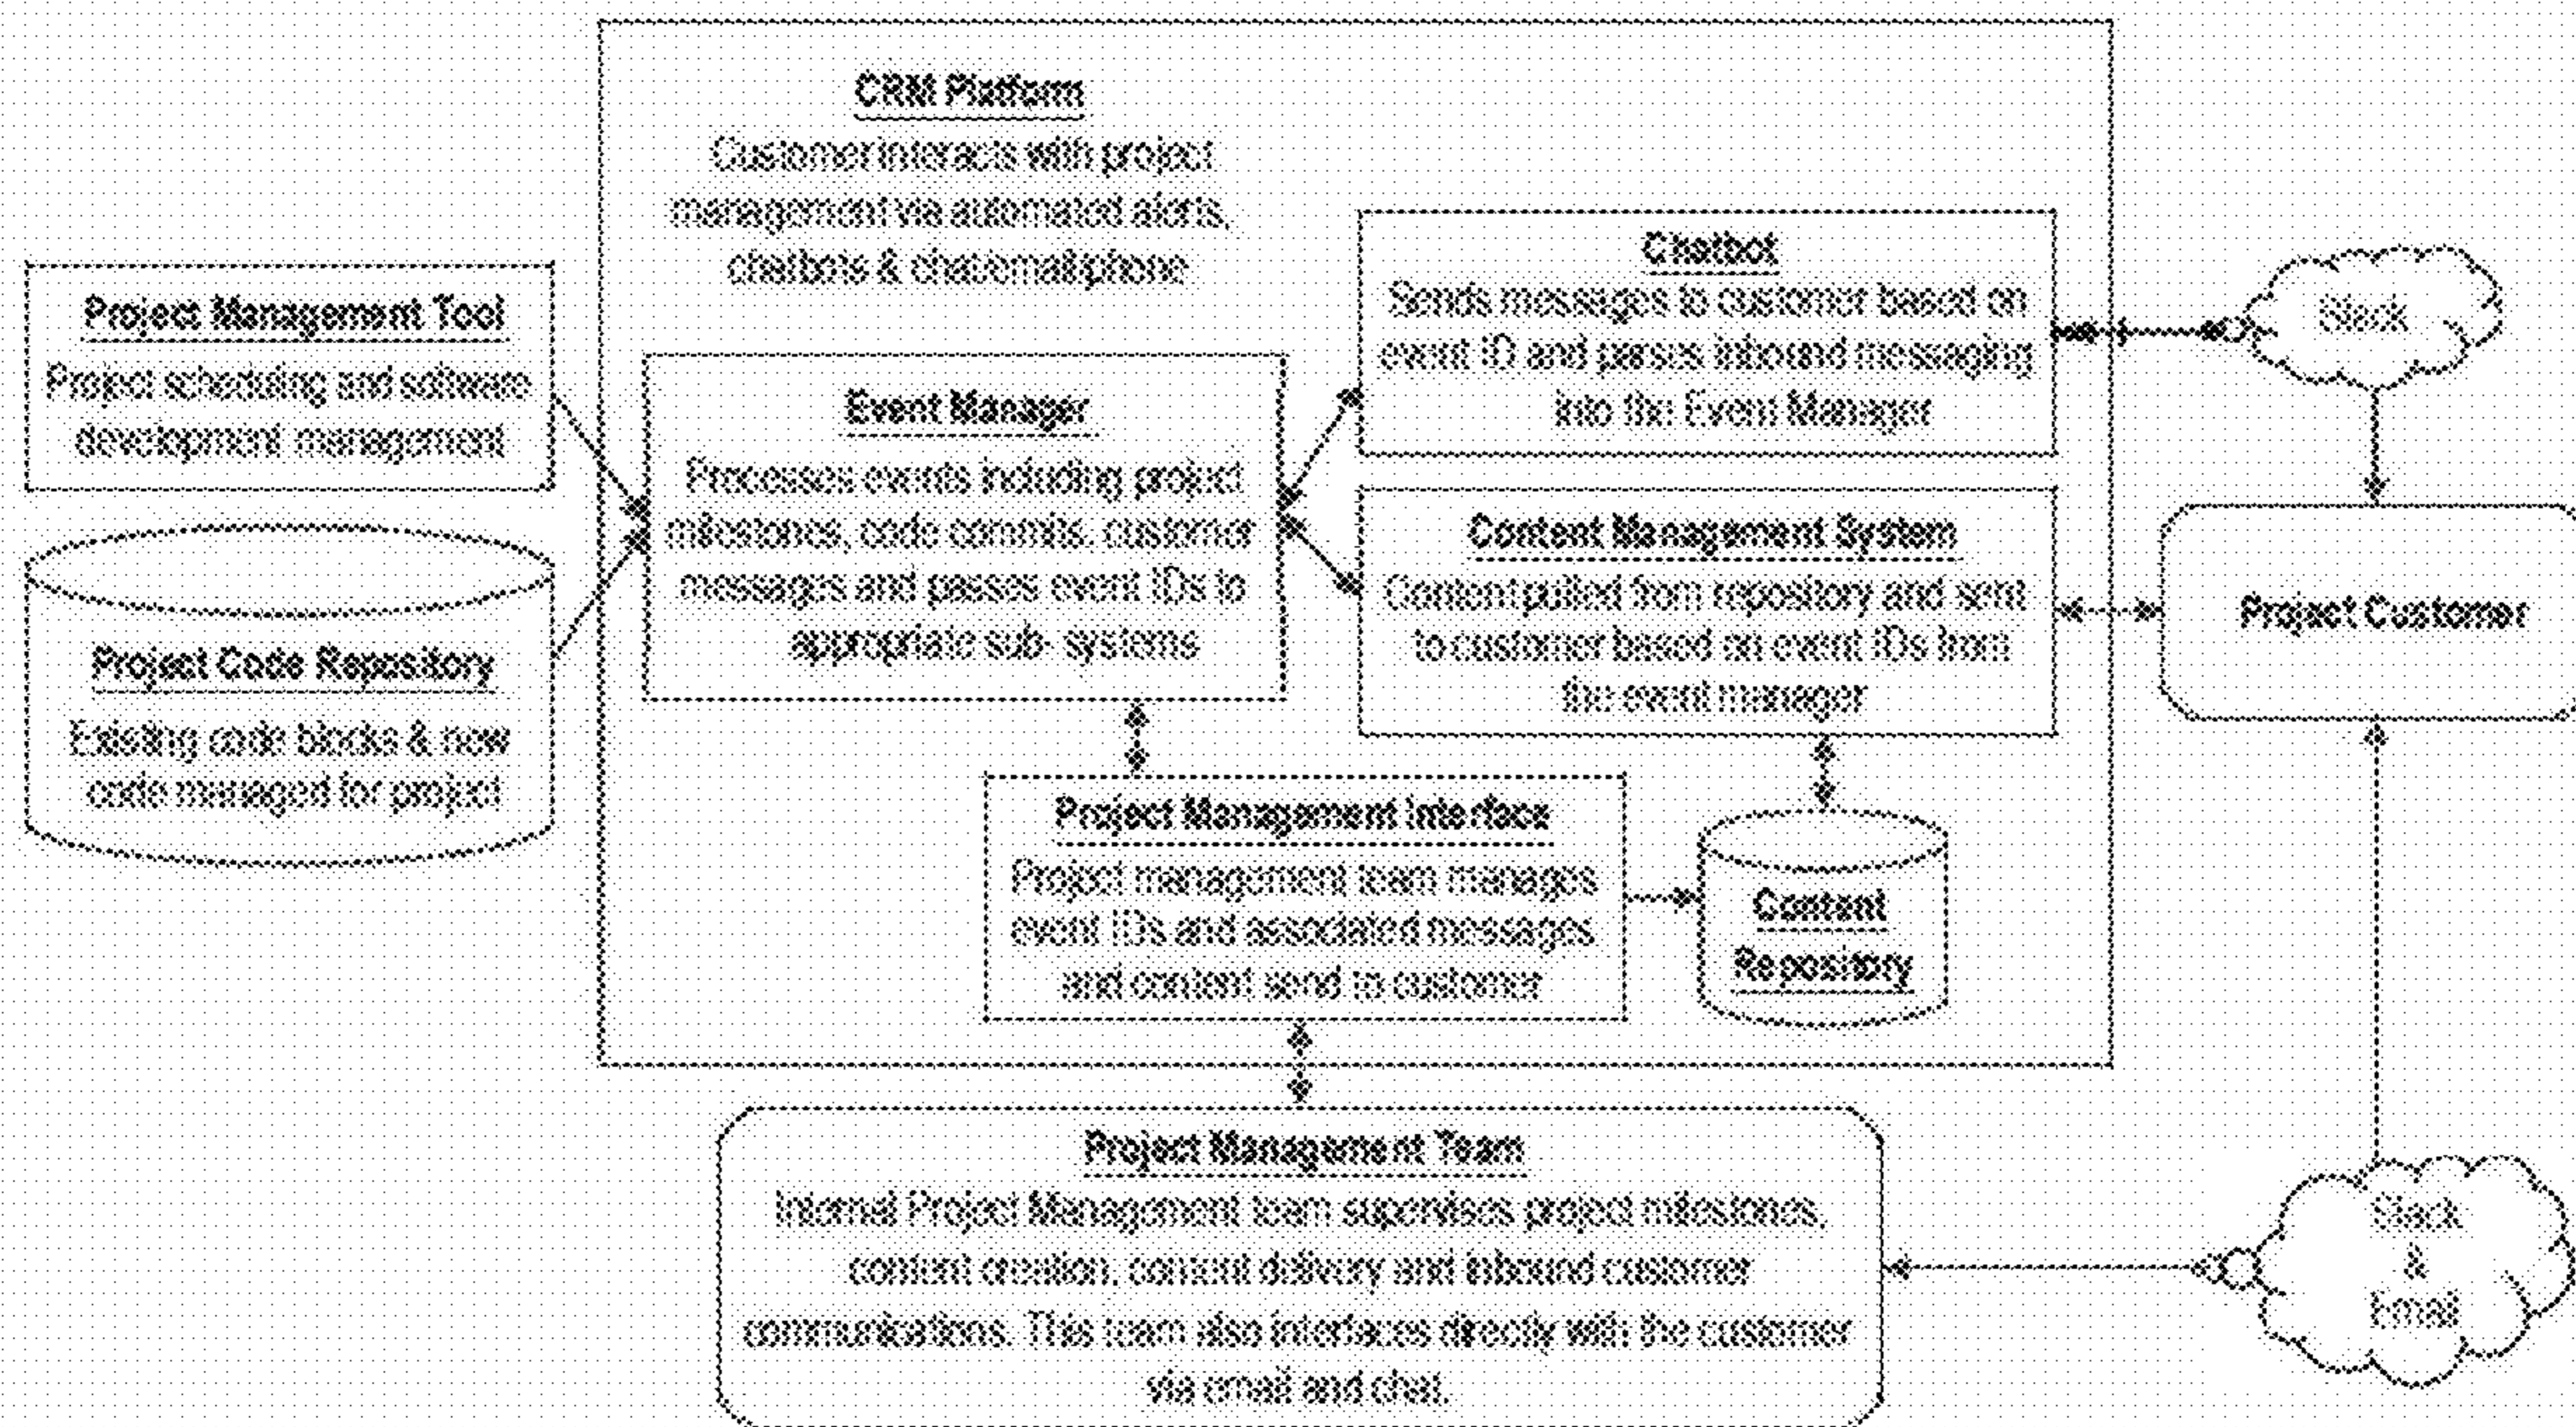 CRM Platform
Customer interacts with project
management via automated alerts,
chatbots & chat/email/phone
Project Management Tool
Project scheduling and software
development management
Project Code Repository
Existing code blocks & new
code managed for project
Event Manager
Processes events including project
milestones, code commits, customer
messages and passes event IDs to
appropriate sub- systems
Chatbot
Sends messages to customer based on
event ID and parses inbound messaging
into the Event Manager
Content Management System
Content pulled from repository and sent
to customer based on event IDs from
the event manager
Slack
Project Customer
Project Management Interface
Project management team manages
event IDs and associated messages
and content send to customer
Content
Repository
Project Management Team
Internal Project Management team supervises project milestones,
content creation, content delivery and inbound customer
communications. This team also interfaces directly with the customer
via email and chat.
Slack
&
Email